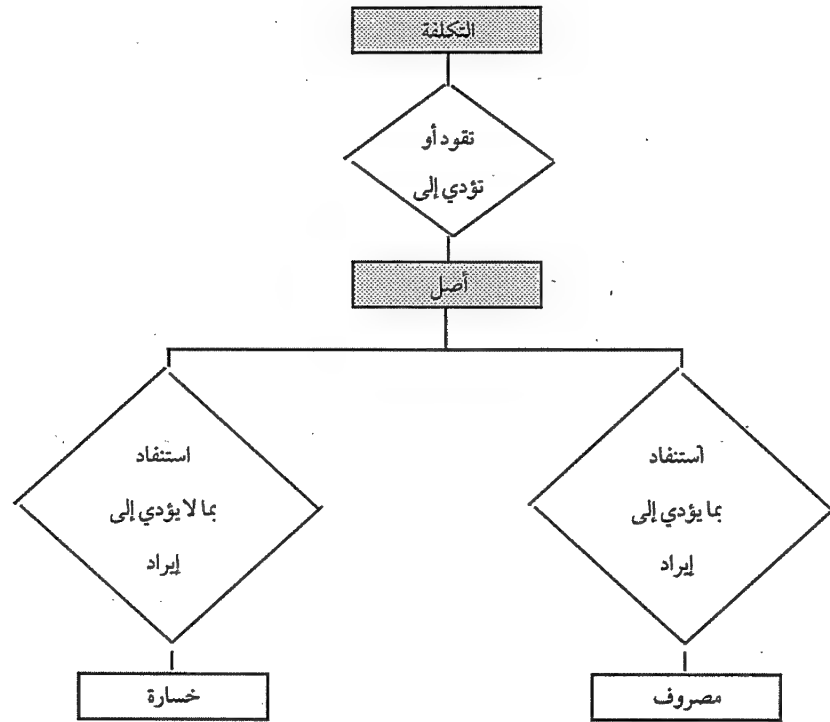 التكلفة
تقود أو
تؤدي إلى
أصل
استنفاد
بما يؤدي إلى
إيراد
استنفاد
بما لا يؤدي إلى
إيراد
مصروف
خسارة